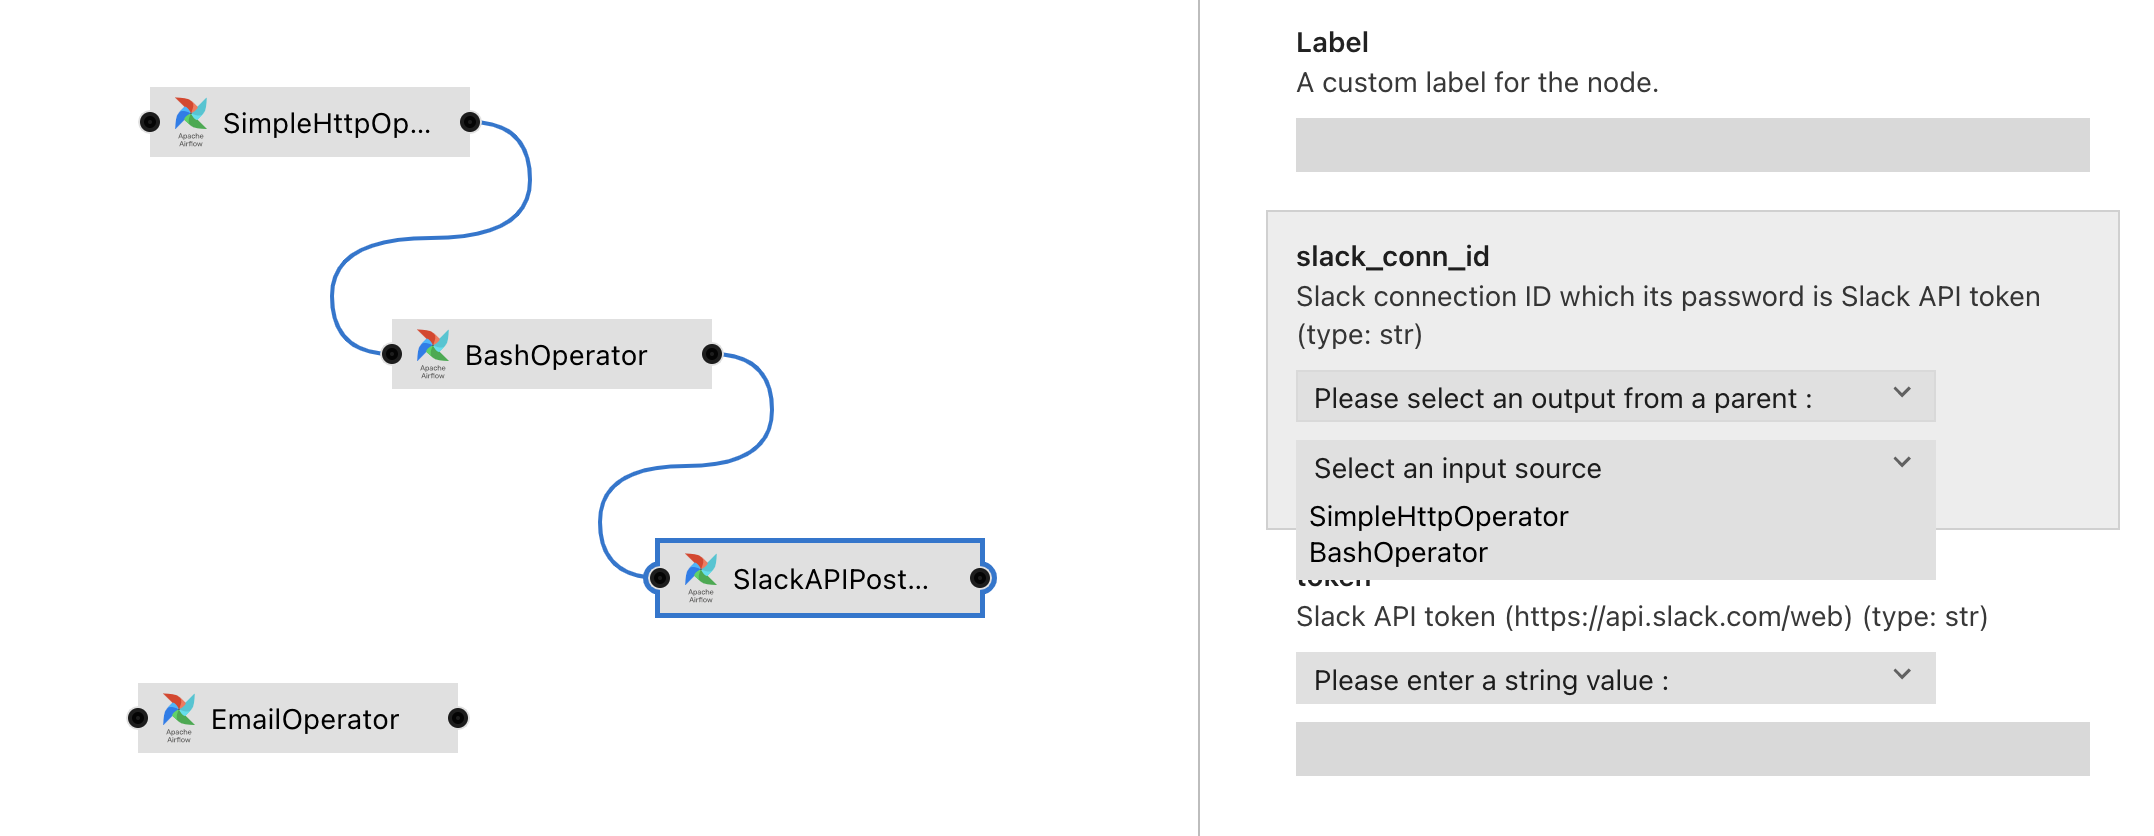 SimpleHttpOp...
Apache
Airflow
BashOperator
Apache
Airflow
SlackAPIPost...
Apache
Airflow
EmailOperator
Apache
Airflow
Label
A custom label for the node.
slack_conn_id
Slack connection ID which its password is Slack API token
(type: str)
Please select an output from a parent :
Select an input source
SimpleHttpOperator
BashOperator
token
Slack API token (https://api.slack.com/web) (type: str)
Please enter a string value :